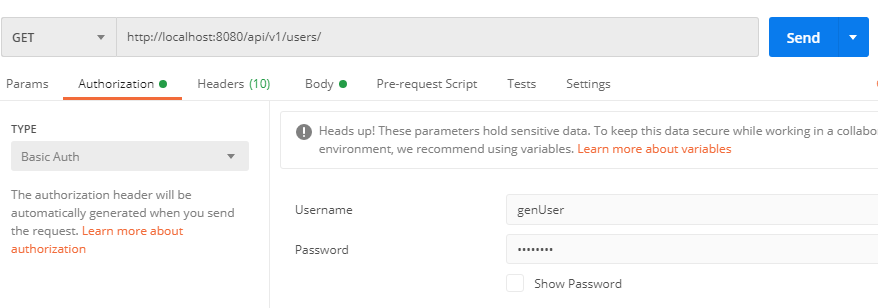 GET http://localhost:8080/api/v1/users/ Send
Params Authorization Headers (10) Body Pre-request Script Tests Settings
TYPE
Basic Auth
The authorization header will be
automatically generated when you send
the request. Learn more about
authorization
Heads up! These parameters hold sensitive data. To keep this data secure while working in a
environment, we recommend using variables. Learn more about variables
Username genUser
Password ••••••••
Show Password